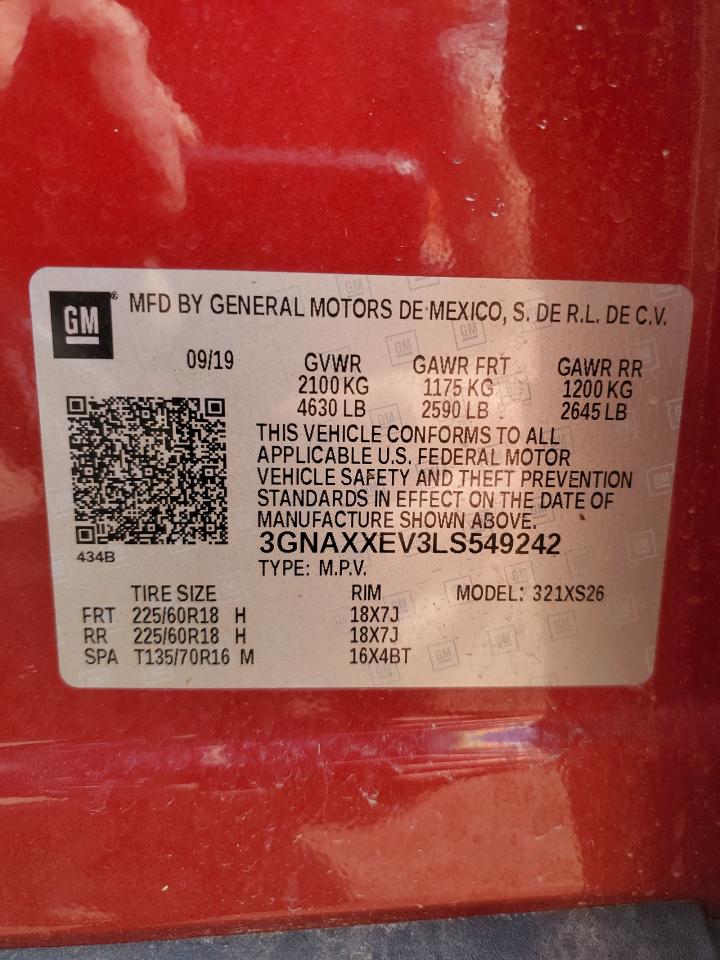 GM® MFD BY GENERAL MOTORS DE MEXICO, S. DE R.L. DE C.V.
09/19 GVWR GAWR FRT GAWR RR
2100 KG 1175 KG 1200 KG
4630 LB 2590 LB 2645 LB
THIS VEHICLE CONFORMS TO ALL
APPLICABLE U.S. FEDERAL MOTOR
VEHICLE SAFETY AND THEFT PREVENTION
STANDARDS IN EFFECT ON THE DATE OF
MANUFACTURE SHOWN ABOVE.
434B
3GNAXXEV3LS549242
TYPE: M.P.V.
TIRE SIZE RIM MODEL: 321XS26
FRT 225/60R18 H 18X7J
RR 225/60R18 H 18X7J
SPA T135/70R16 M 16X4BT